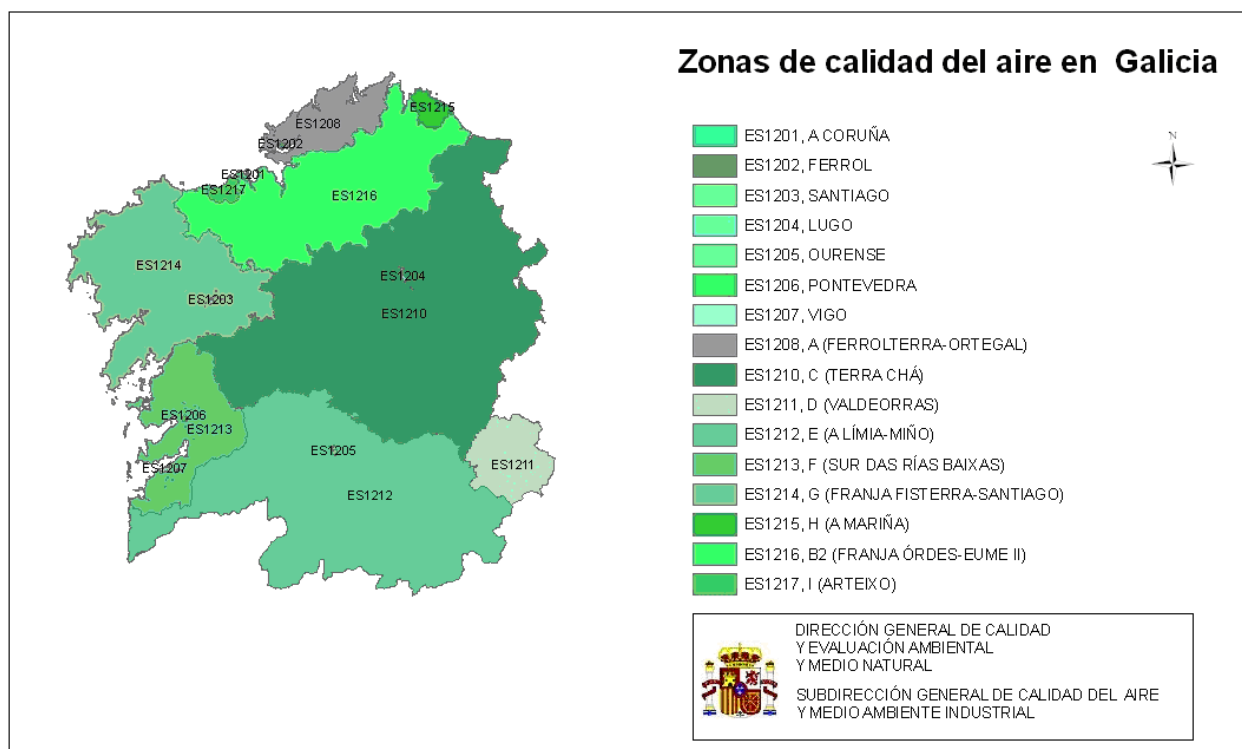 Zonas de calidad del aire en Galicia
N
ES1215
ES1208
ES1202
ES1201
ES1217
ES1216
ES1214
ES1204
ES1203
ES1210
ES1206
ES1213
ES1205
ES1207
ES1211
ES1212
ES1201, A CORUÑA
ES1202, FERROL
ES1203, SANTIAGO
ES1204, LUGO
ES1205, OURENSE
ES1206, PONTEVEDRA
ES1207, VIGO
ES1208, A (FERROLTERRA-ORTEGAL)
ES1210, C (TERRA CHÁ)
ES1211, D (VALDEORRAS)
ES1212, E (A LÍMIA-MIÑO)
ES1213, F (SUR DAS RÍAS BAIXAS)
ES1214, G (FRANJA FISTERRA-SANTIAGO)
ES1215, H (A MARIÑA)
ES1216, B2 (FRANJA ÓRDES-EUME II)
ES1217, I (ARTEIXO)
DIRECCIÓN GENERAL DE CALIDAD
Y EVALUACIÓN AMBIENTAL
Y MEDIO NATURAL
SUBDIRECCIÓN GENERAL DE CALIDAD DEL AIRE
Y MEDIO AMBIENTE INDUSTRIAL